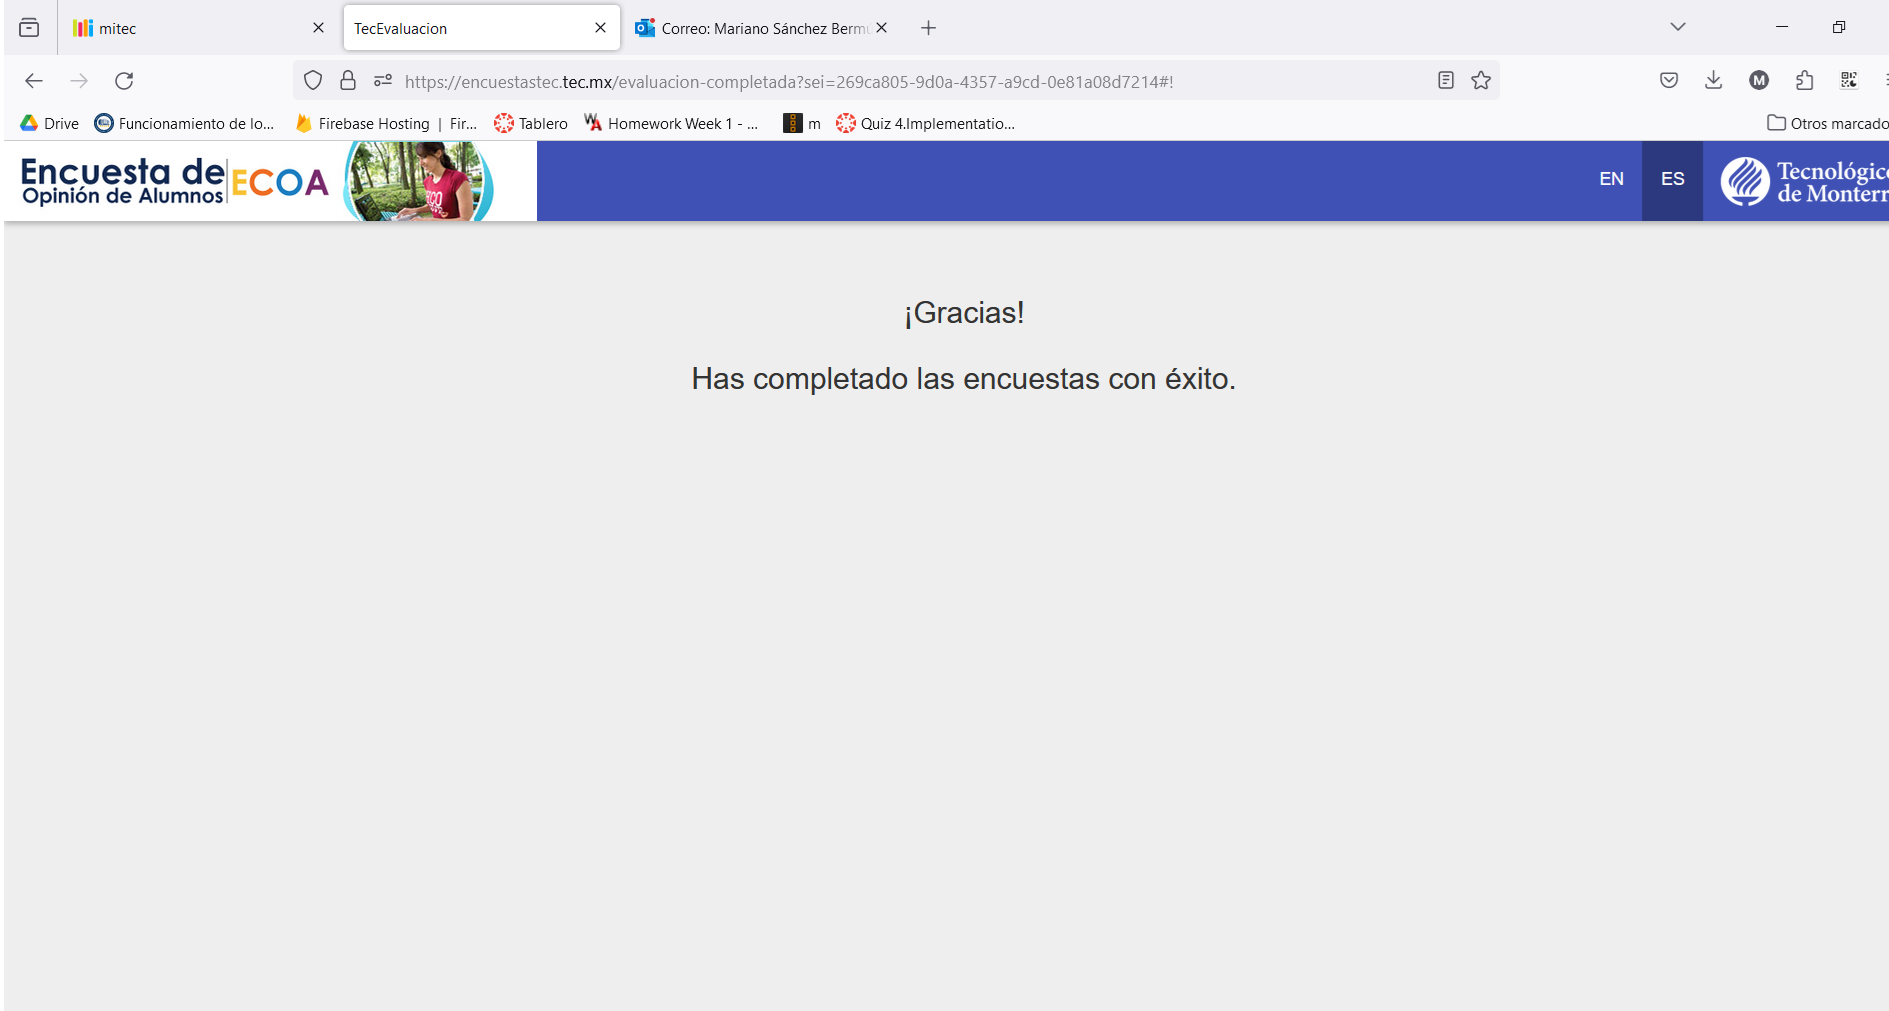 mitec
TecEvaluacion
Correo: Mariano Sánchez Bermú
https://encuestastec.tec.mx/evaluacion-completada?sei=269ca805-9d0a-4357-a9cd-0e81a08d7214#!
M
Drive
Funcionamiento de lo...
Firebase Hosting | Fir...
Tablero
Homework Week 1 - ...
m
Quiz 4.Implementatio...
Otros marcado
Encuesta de
Opinión de Alumnos
ECOA
EN
ES
Tecnológico
de Monterr
¡Gracias!
Has completado las encuestas con éxito.